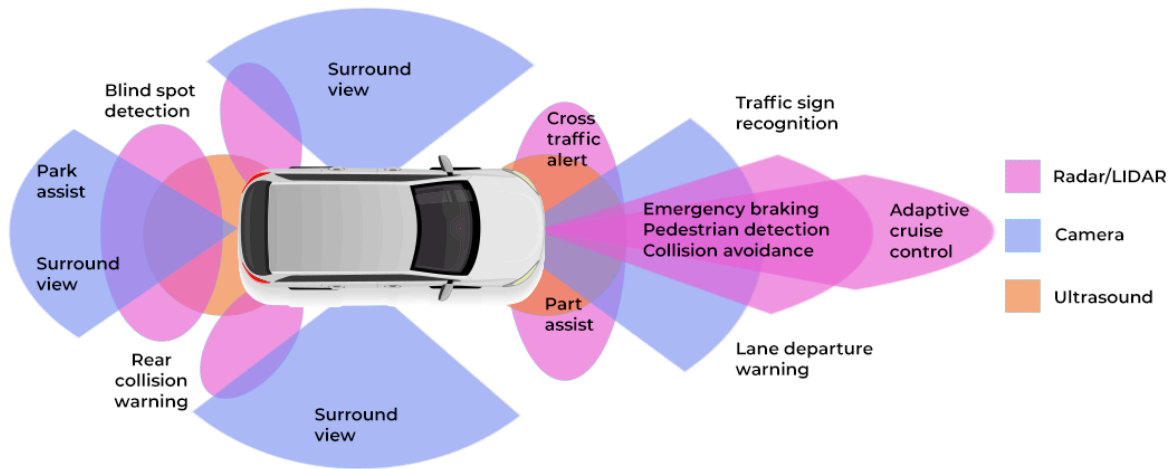 Surround
view
Blind spot
detection
Park
assist
Surround
view
Rear
collision
warning
Surround
view
Cross
traffic
alert
Part
assist
Traffic sign
recognition
Emergency braking
Pedestrian detection
Collision avoidance
Adaptive
cruise
control
Lane departure
warning
Radar/LIDAR
Camera
Ultrasound